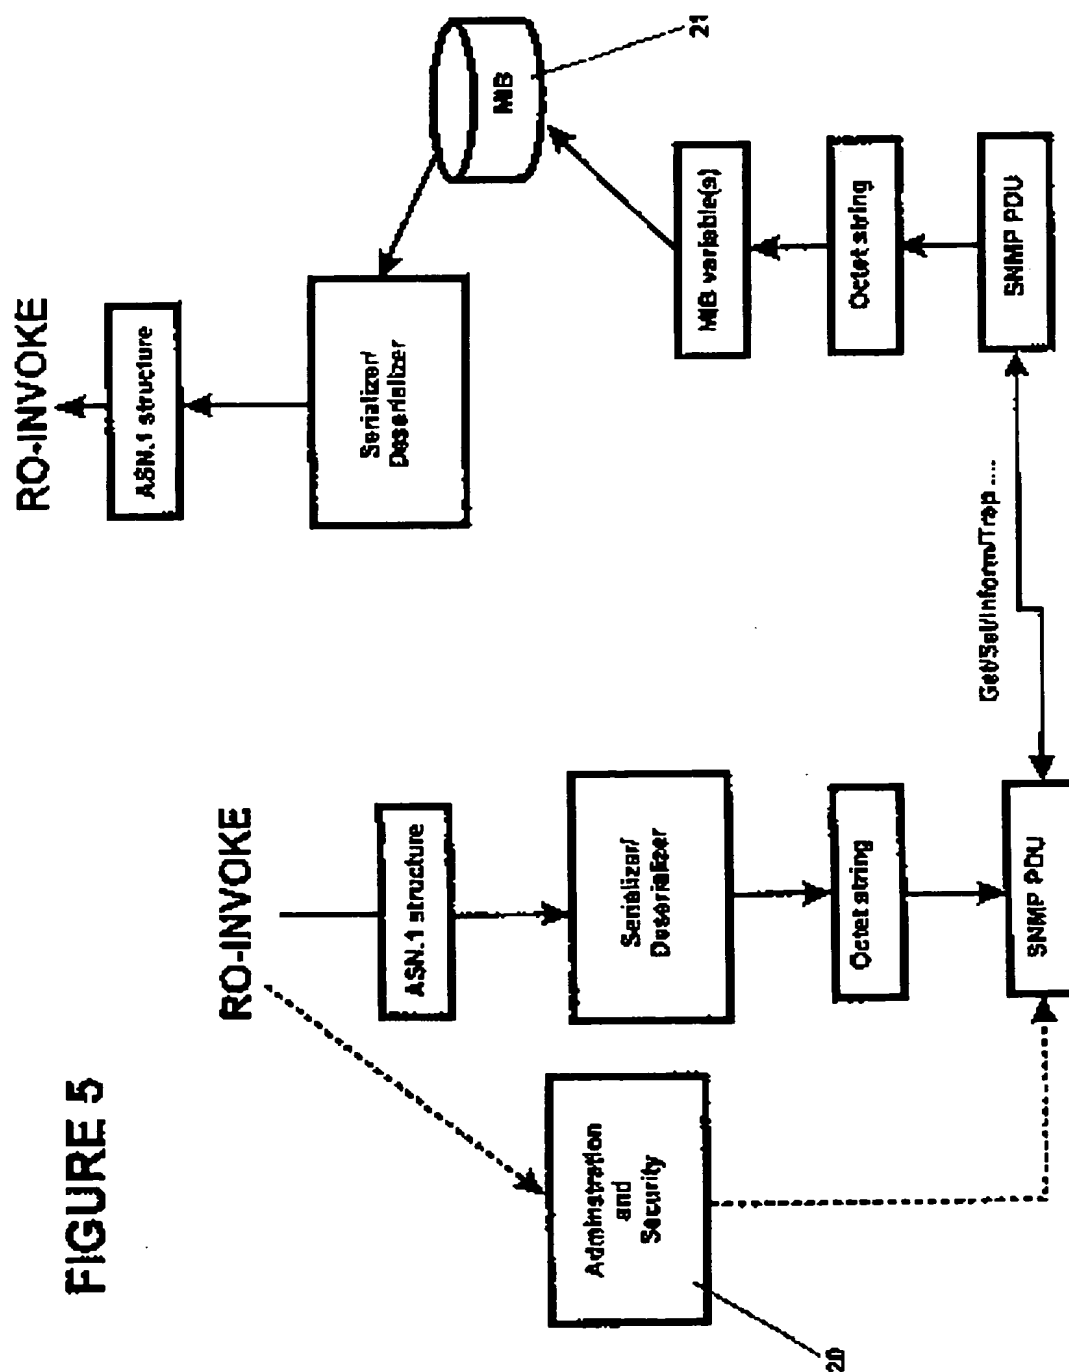 FIGURE 5
RO-INVOKE
RO-INVOKE
Adminstration
and
Security
20
ASN.1 structure
Serializer/
Deserializer
Octet string
SNMP PDU
Get/Set/Inform/Trap ....
ASN.1 structure
Serializer/
Deserializer
MIB
21
MIB variable(s)
Octet string
SNMP PDU